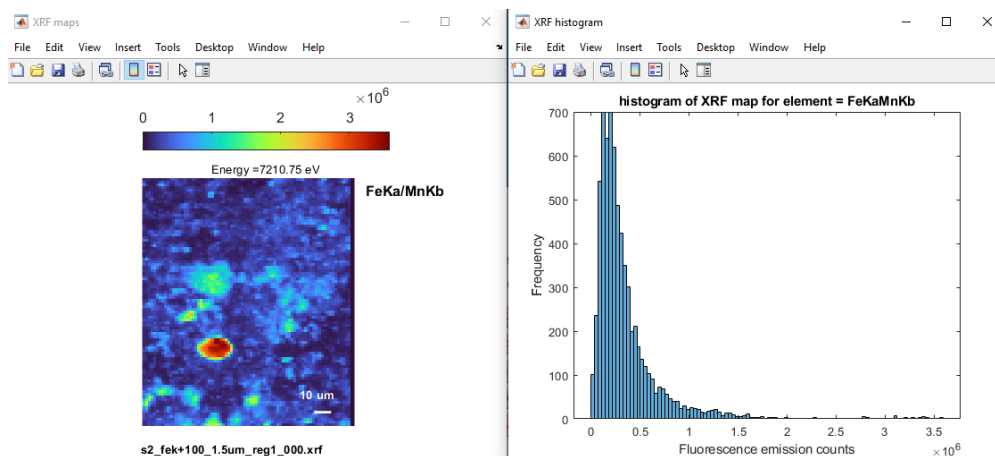 XRF maps
File Edit View Insert Tools Desktop Window Help
×10^6
0 1 2 3
Energy =7210.75 eV
FeKa/MnKb
10 um
s2_fek+100_1.5um_reg1_000.xrf
XRF histogram
File Edit View Insert Tools Desktop Window Help
histogram of XRF map for element = FeKaMnKb
700
600
500
400
300
200
100
0
Frequency
0 0.5 1 1.5 2 2.5 3 3.5
Fluorescence emission counts
×10^6